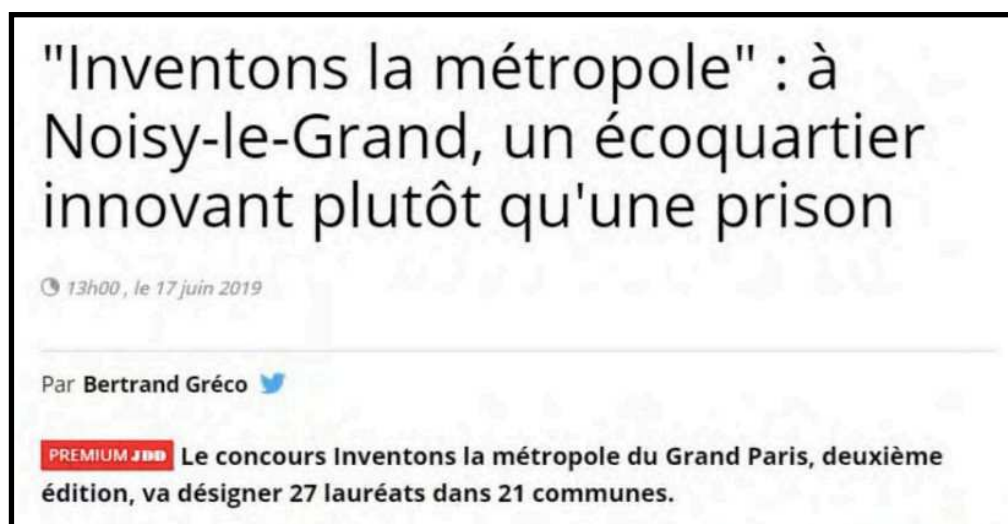 "Inventons la métropole" : à
Noisy-le-Grand, un écoquartier
innovant plutôt qu'une prison
13h00 , le 17 juin 2019
Par Bertrand Gréco
PREMIUM JDD Le concours Inventons la métropole du Grand Paris, deuxième
édition, va désigner 27 lauréats dans 21 communes.